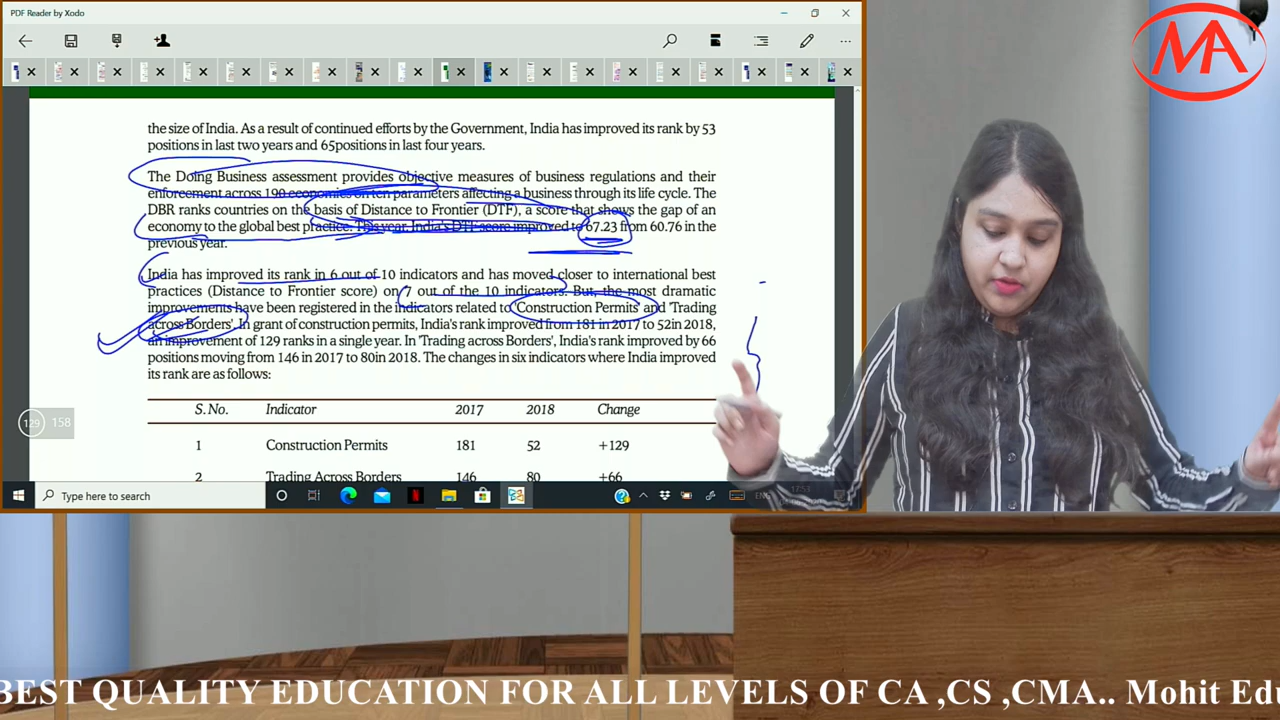 PDF Reader by Xodo
MA
the size of India. As a result of continued efforts by the Government, India has improved its rank by 53
positions in last two years and 65positions in last four years.
The Doing Business assessment provides objective measures of business regulations and their
enforcement across 190 economies on ten parameters affecting a business through its life cycle. The
DBR ranks countries on the basis of Distance to Frontier (DTF), a score that shows the gap of an
economy to the global best practice. This year, India's DTF score improved to 67.23 from 60.76 in the
previous year.
India has improved its rank in 6 out of 10 indicators and has moved closer to international best
practices (Distance to Frontier score) on 7 out of the 10 indicators. But, the most dramatic
improvements have been registered in the indicators related to 'Construction Permits' and 'Trading
across Borders'. In grant of construction permits, India's rank improved from 181 in 2017 to 52in 2018,
an improvement of 129 ranks in a single year. In 'Trading across Borders', India's rank improved by 66
positions moving from 146 in 2017 to 80in 2018. The changes in six indicators where India improved
its rank are as follows:
S. No. Indicator 2017 2018 Change
129 158
1 Construction Permits 181 52 +129
2 Trading Across Borders 146 80 +66
Type here to search
ENG
17:53
BEST QUALITY EDUCATION FOR ALL LEVELS OF CA ,CS ,CMA.. Mohit Edu